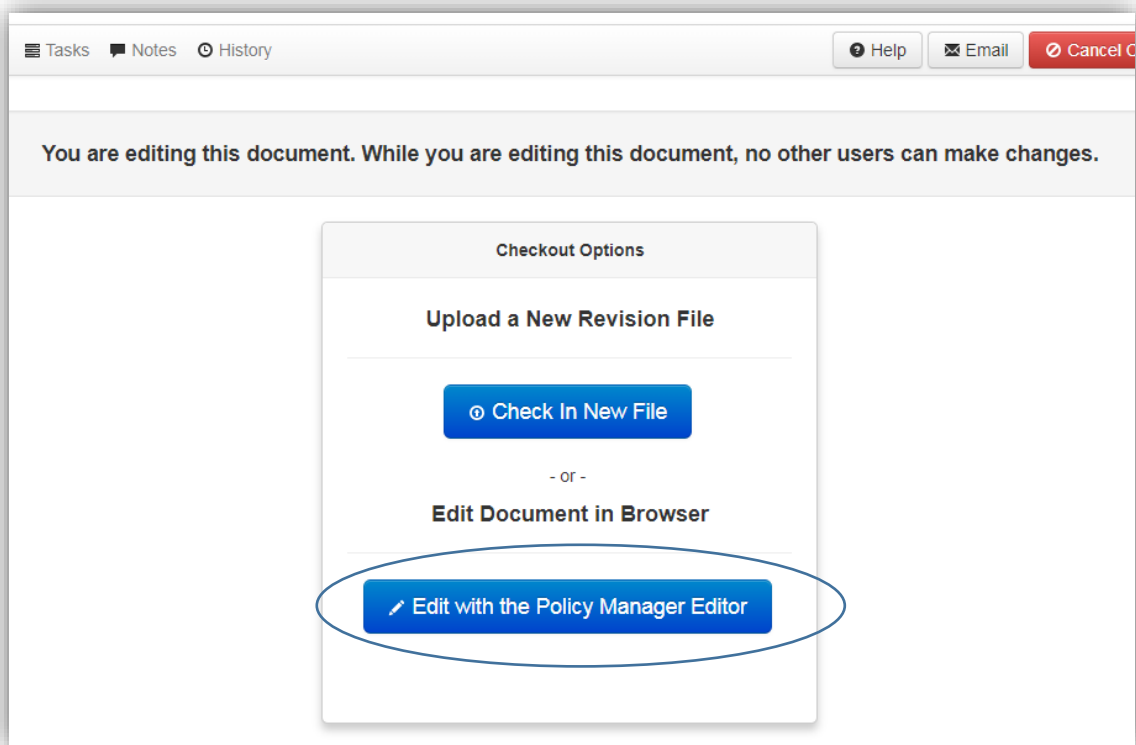 Tasks Notes History Help Email Cancel
You are editing this document. While you are editing this document, no other users can make changes.
Checkout Options
Upload a New Revision File
Check In New File
- or -
Edit Document in Browser
Edit with the Policy Manager Editor